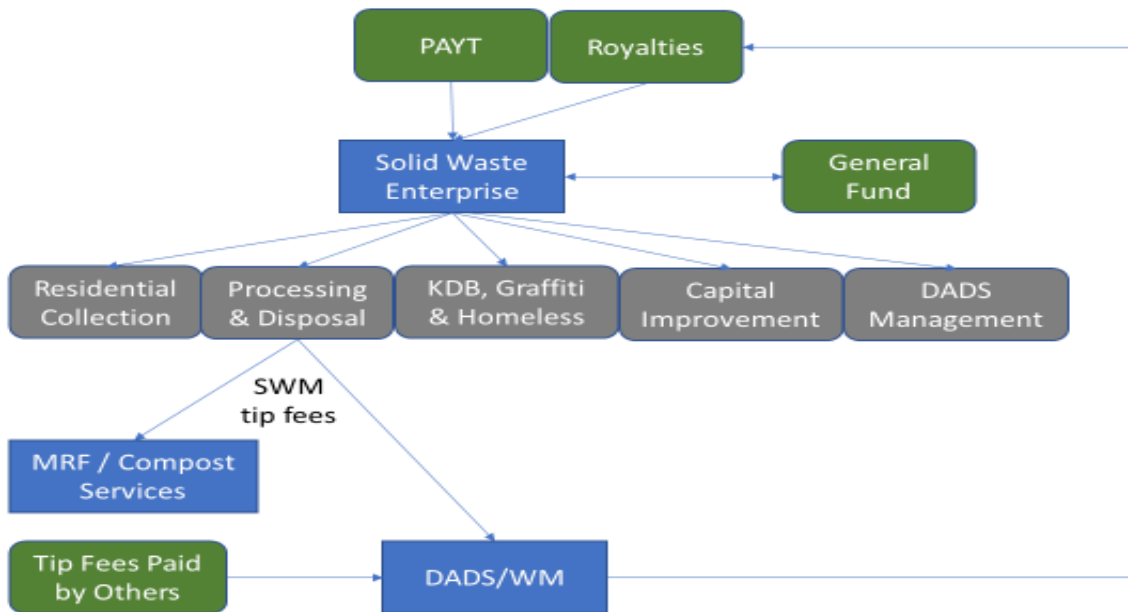 PAYT
Royalties
Solid Waste
Enterprise
General
Fund
Residential
Collection
Processing
& Disposal
KDB, Graffiti
& Homeless
Capital
Improvement
DADS
Management
SWM
tip fees
MRF / Compost
Services
Tip Fees Paid
by Others
DADS/WM